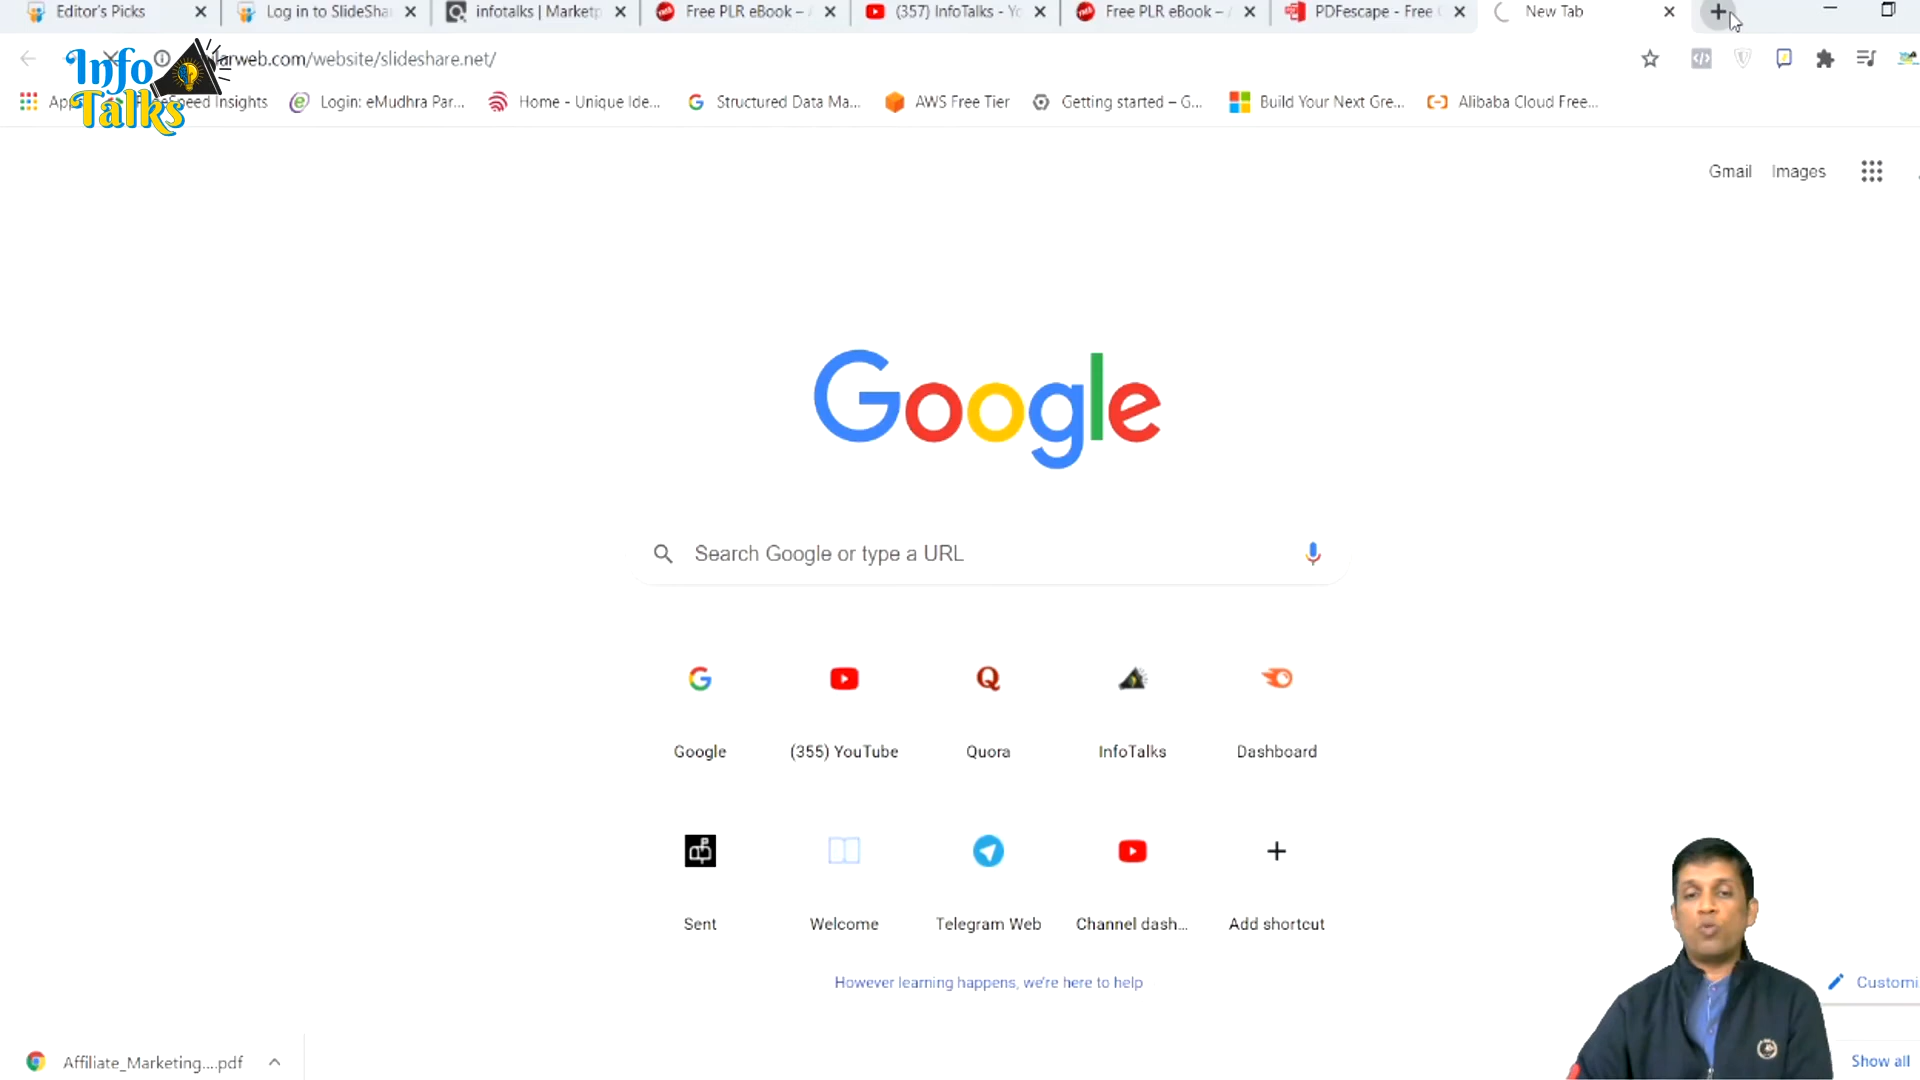 Editor's Picks
Log in to SlideSha
infotalks | Marketp
Free PLR eBook –
(357) InfoTalks - Yo
Free PLR eBook –
PDFescape - Free
New Tab
arweb.com/website/slideshare.net/
Info
Talks
App
eSpeed Insights
Login: eMudhra Par...
Home - Unique Ide...
Structured Data Ma...
AWS Free Tier
Getting started – G...
Build Your Next Gre...
Alibaba Cloud Free...
Gmail
Images
Google
Search Google or type a URL
Google
(355) YouTube
Quora
InfoTalks
Dashboard
Sent
Welcome
Telegram Web
Channel dash...
Add shortcut
However learning happens, we're here to help
Customi
Affiliate_Marketing....pdf
Show all